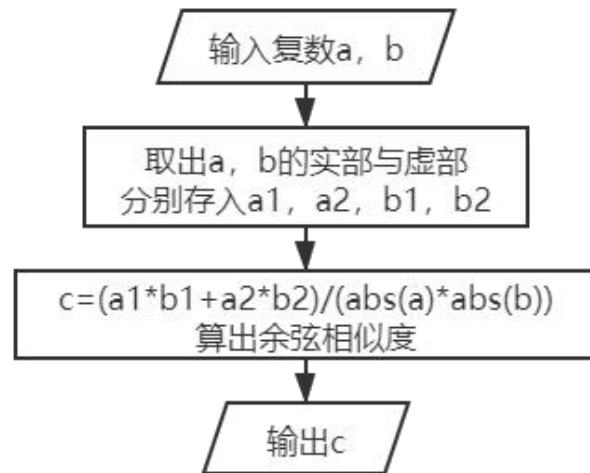 输入复数a，b
取出a，b的实部与虚部
分别存入a1，a2，b1，b2
c=(a1*b1+a2*b2)/(abs(a)*abs(b))
算出余弦相似度
输出c